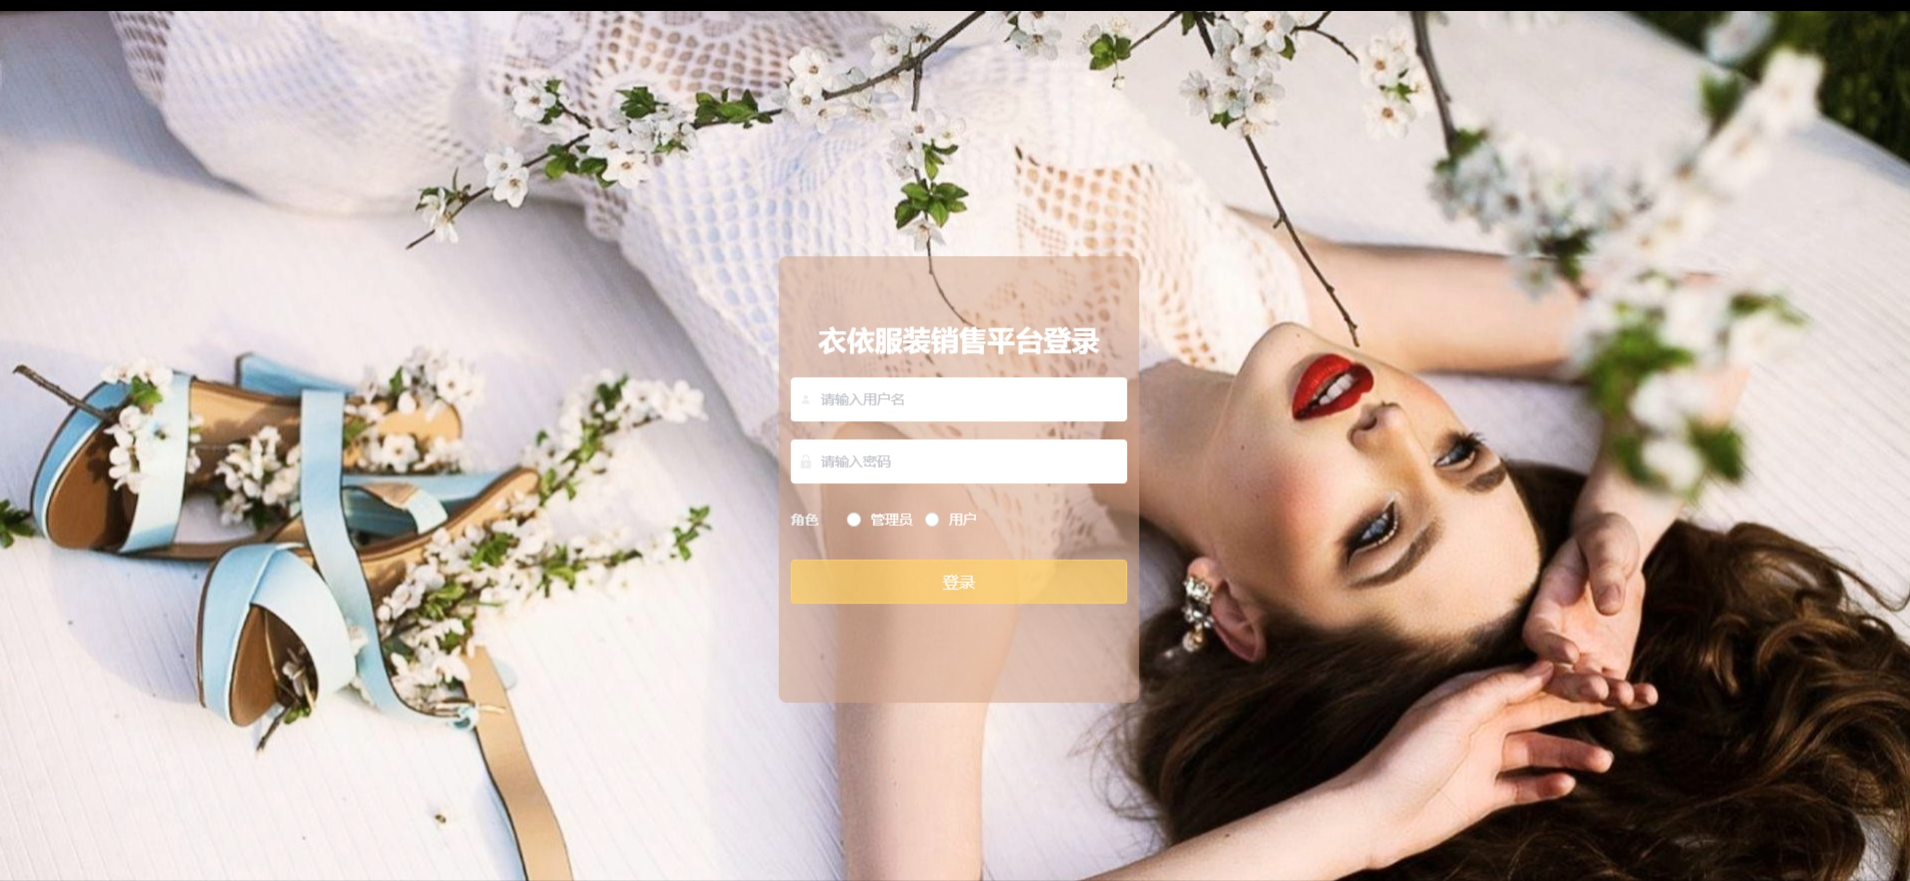 衣依服装销售平台登录
请输入用户名
请输入密码
角色 管理员 用户
登录